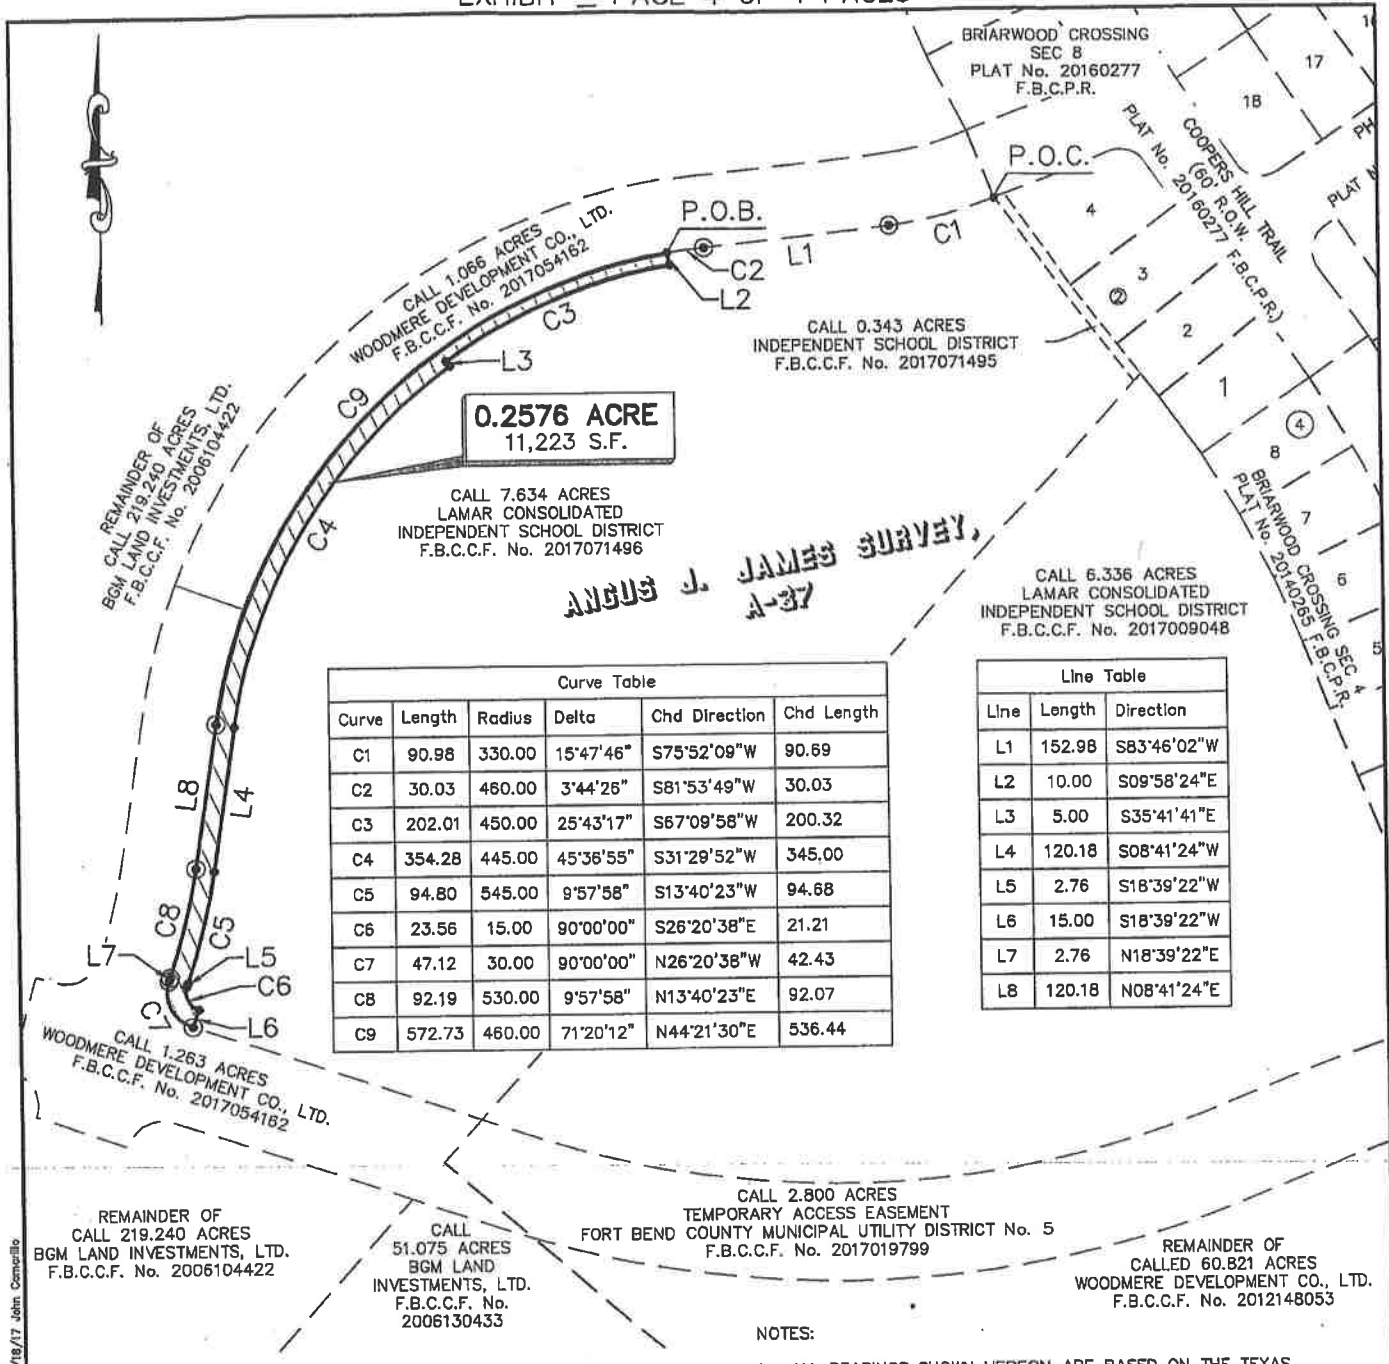 BRIARWOOD CROSSING
SEC 8
PLAT No. 20160277
F.B.C.P.R.
17
18
COOPERS HILL TRAIL
(60' R.O.W.
PLAT No. 20160277 F.B.C.P.R.)
P.O.C.
P.O.B.
4
3
2
2
1
4
8
7
6
5
BRIARWOOD CROSSING SEC 4
PLAT No. 20140265 F.B.C.P.R.
C1
L1
C2
L2
C3
L3
C9
C4
L8
L4
C8
C5
L7
L5
C6
L6
C7
CALL 1.066 ACRES
WOODMERE DEVELOPMENT CO., LTD.
F.B.C.C.F. No. 2017054162
CALL 0.343 ACRES
INDEPENDENT SCHOOL DISTRICT
F.B.C.C.F. No. 2017071495
REMAINDER OF
CALL 219.240 ACRES
BGM LAND INVESTMENTS, LTD.
F.B.C.C.F. No. 2006104422
0.2576 ACRE
11,223 S.F.
CALL 7.634 ACRES
LAMAR CONSOLIDATED
INDEPENDENT SCHOOL DISTRICT
F.B.C.C.F. No. 2017071496
ANGUS J. JAMES SURVEY,
A-37
CALL 6.336 ACRES
LAMAR CONSOLIDATED
INDEPENDENT SCHOOL DISTRICT
F.B.C.C.F. No. 2017009048
Curve Table
Curve Length Radius Delta Chd Direction Chd Length
C1 90.98 330.00 15°47'46" S75°52'09"W 90.69
C2 30.03 460.00 3°44'26" S81°53'49"W 30.03
C3 202.01 450.00 25°43'17" S67°09'58"W 200.32
C4 354.28 445.00 45°36'55" S31°29'52"W 345.00
C5 94.80 545.00 9°57'58" S13°40'23"W 94.68
C6 23.56 15.00 90°00'00" S26°20'38"E 21.21
C7 47.12 30.00 90°00'00" N26°20'38"W 42.43
C8 92.19 530.00 9°57'58" N13°40'23"E 92.07
C9 572.73 460.00 71°20'12" N44°21'30"E 536.44
Line Table
Line Length Direction
L1 152.98 S83°46'02"W
L2 10.00 S09°58'24"E
L3 5.00 S35°41'41"E
L4 120.18 S08°41'24"W
L5 2.76 S18°39'22"W
L6 15.00 S18°39'22"W
L7 2.76 N18°39'22"E
L8 120.18 N08°41'24"E
CALL 1.263 ACRES
WOODMERE DEVELOPMENT CO., LTD.
F.B.C.C.F. No. 2017054162
REMAINDER OF
CALL 219.240 ACRES
BGM LAND INVESTMENTS, LTD.
F.B.C.C.F. No. 2006104422
CALL
51.075 ACRES
BGM LAND
INVESTMENTS, LTD.
F.B.C.C.F. No.
2006130433
CALL 2.800 ACRES
TEMPORARY ACCESS EASEMENT
FORT BEND COUNTY MUNICIPAL UTILITY DISTRICT No. 5
F.B.C.C.F. No. 2017019799
REMAINDER OF
CALLED 60.821 ACRES
WOODMERE DEVELOPMENT CO., LTD.
F.B.C.C.F. No. 2012148053
NOTES:
/18/17 John Camarillo